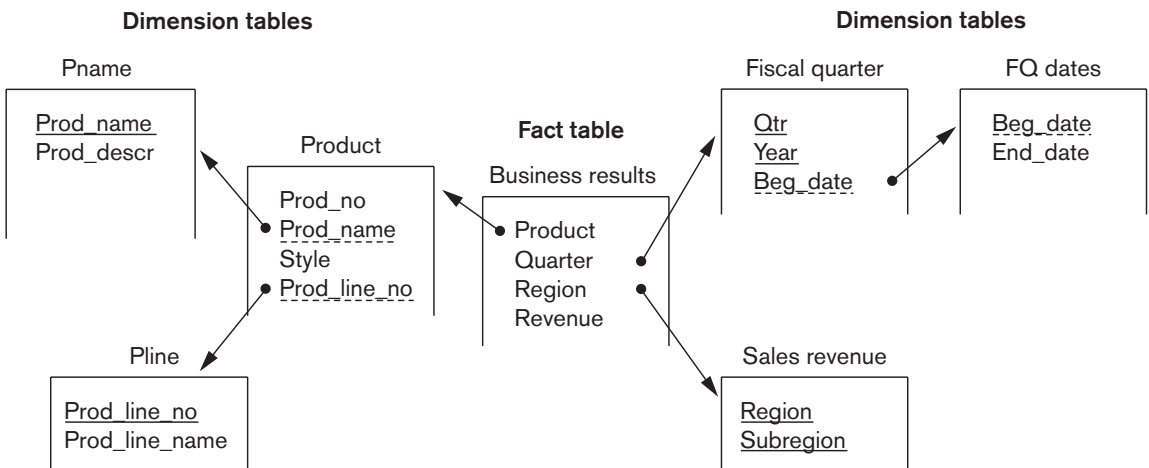 Dimension tables
Dimension tables
Pname
Prod_name
Prod_descr
Product
Prod_no
Prod_name
Style
Prod_line_no
Pline
Prod_line_no
Prod_line_name
Fact table
Business results
Product
Quarter
Region
Revenue
Fiscal quarter
Qtr
Year
Beg_date
FQ dates
Beg_date
End_date
Sales revenue
Region
Subregion